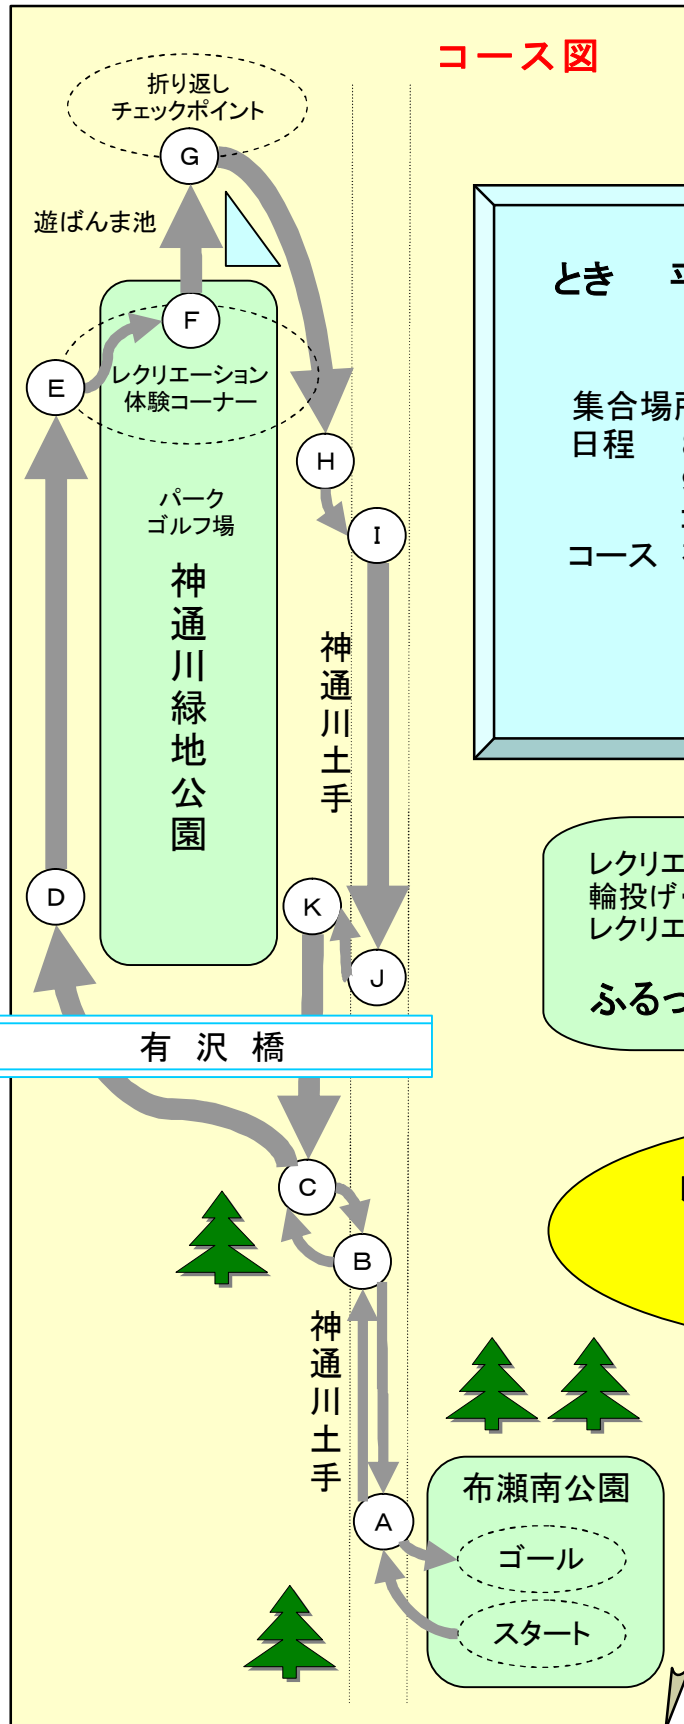 コース図
折り返し
チェックポイント
G
遊ばんま池
F
E
レクリエーション
体験コーナー
H
パーク
ゴルフ場
I
神通川緑地公園
神通川土手
D
K
J
有沢橋
C
B
神通川土手
A
布瀬南公園
ゴール
スタート
とき
集合場所
日程
コース
レクリエ
輪投げ
レクリエ
ふるっ